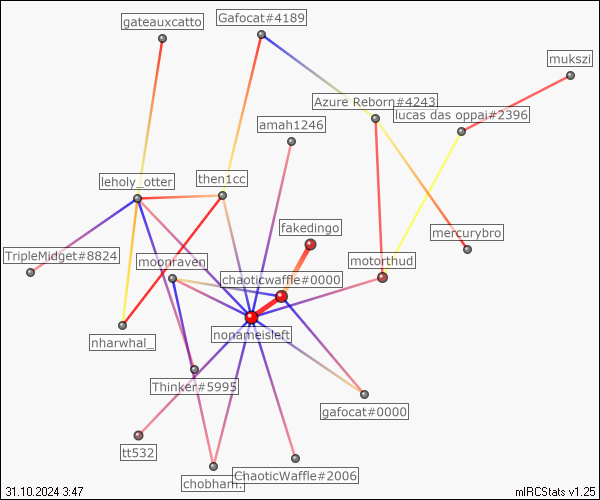 gateauxcatto
Gafocat#4189
mukszi
Azure Reborn#4243
lucas das oppai#2396
amah1246
leholy_otter
then1cc
fakedingo
mercurybro
TripleMidget#8824
moonraven
motorthud
chaoticwaffle#0000
nonameisleft
nharwhal_
Thinker#5995
gafocat#0000
tt532
chobham.
ChaoticWaffle#2006
31.10.2024 3:47
mIRCStats v1.25